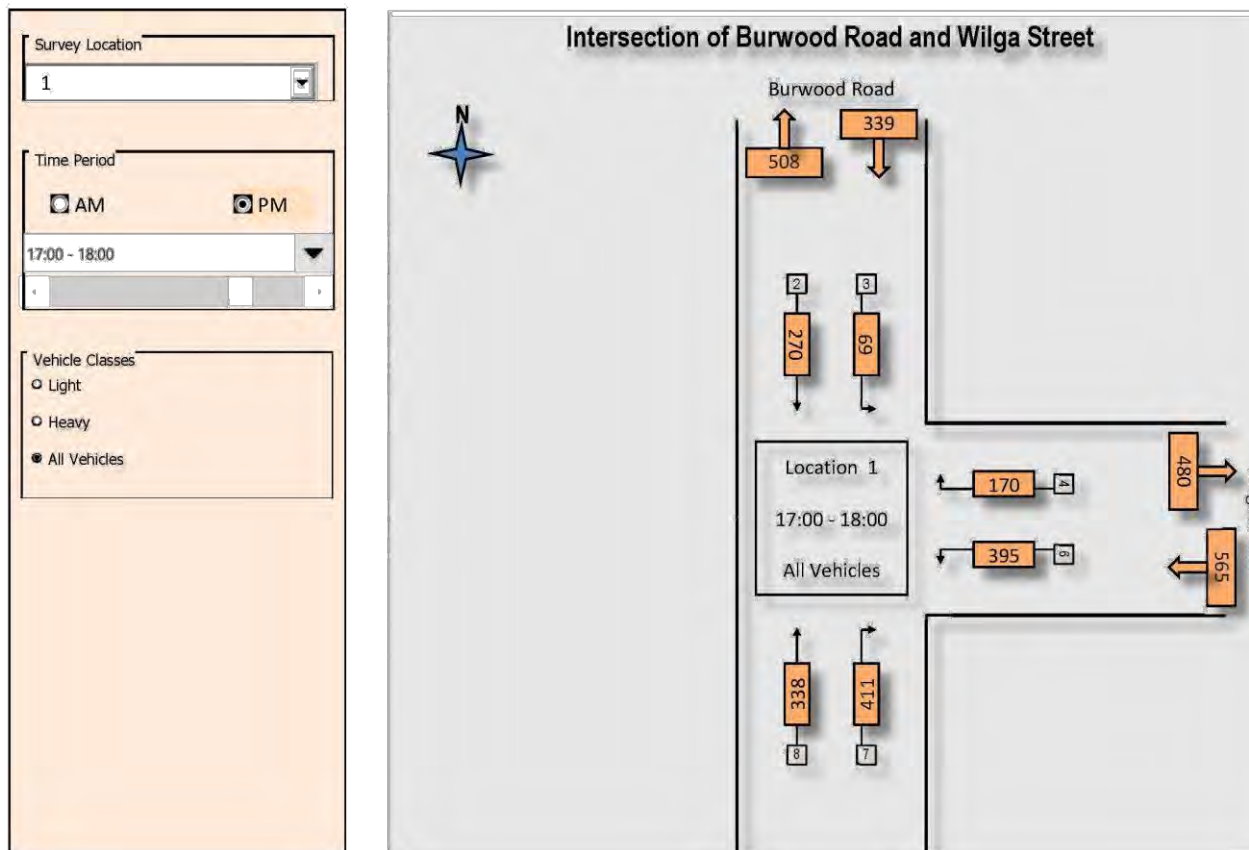 Survey Location
1
Time Period
AM
PM
17:00 - 18:00
Vehicle Classes
Light
Heavy
All Vehicles
Intersection of Burwood Road and Wilga Street
Burwood Road
N
339
508
2
3
270
69
480
Location 1
17:00 - 18:00
All Vehicles
170
4
395
6
565
338
411
8
7